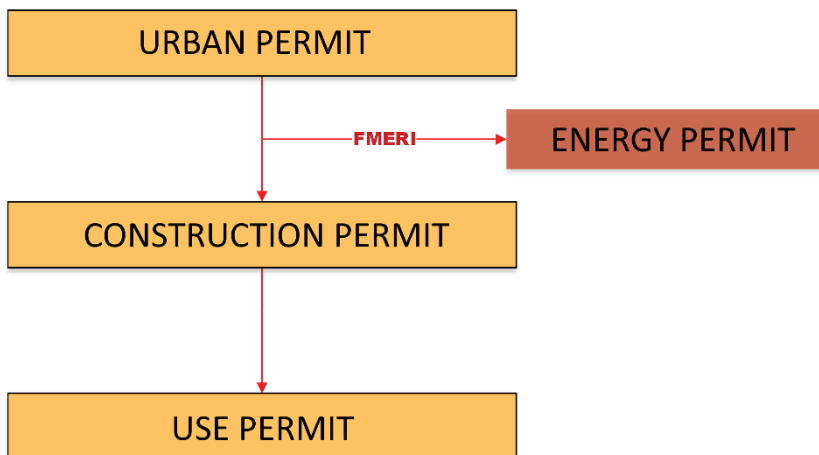 URBAN PERMIT
FMERI
ENERGY PERMIT
CONSTRUCTION PERMIT
USE PERMIT